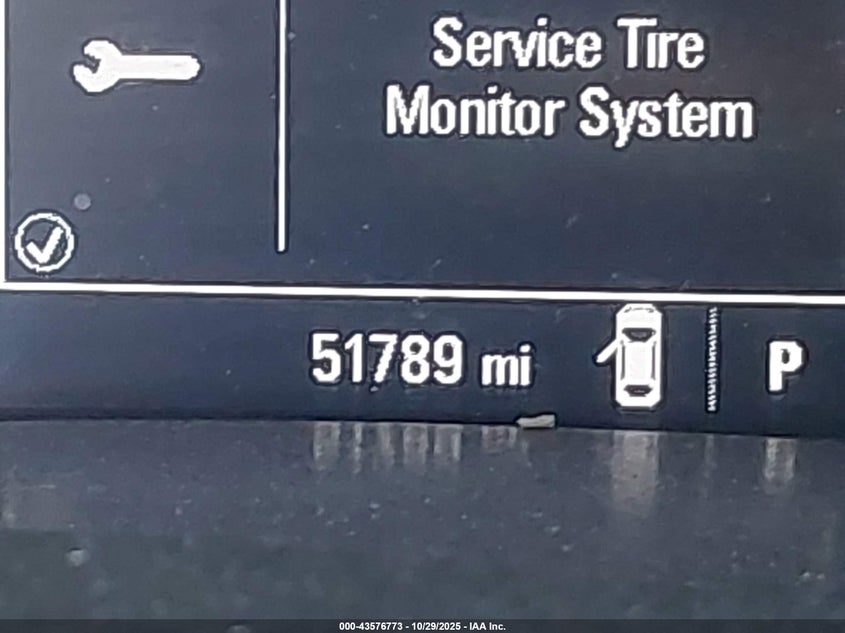 Service Tire
Monitor System
51789 mi
P
000-43576773 - 10/29/2025 - IAA Inc.